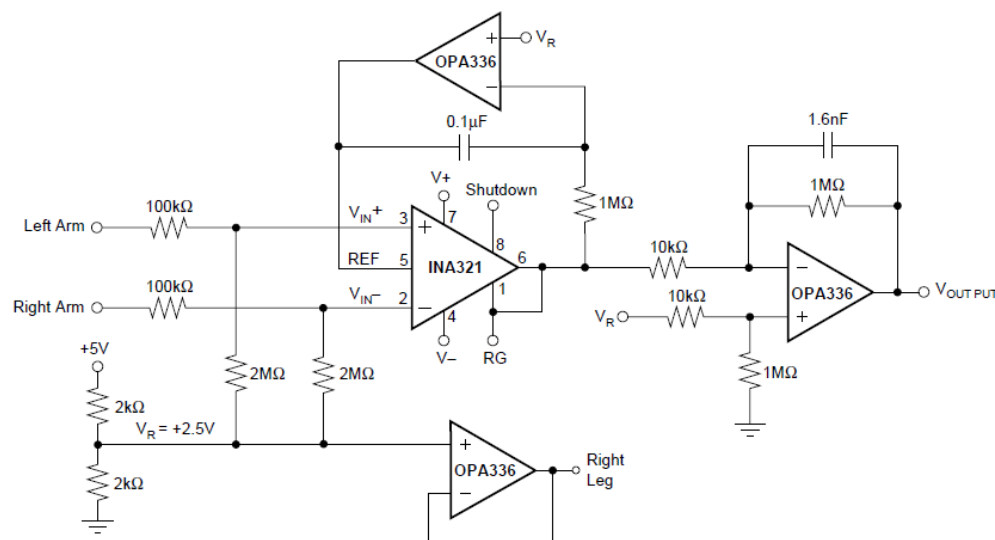 OPA336
+
V_R
−
0.1μF
1.6nF
V+
Shutdown
1MΩ
1MΩ
100kΩ
Left Arm
V_IN+
3
+
7
8
REF
5
INA321
6
10kΩ
−
OPA336
V_OUTPUT
100kΩ
Right Arm
V_IN−
2
−
4
1
V_R
10kΩ
+
V−
RG
+5V
2MΩ
2MΩ
1MΩ
2kΩ
V_R = +2.5V
+
OPA336
−
Right
Leg
2kΩ